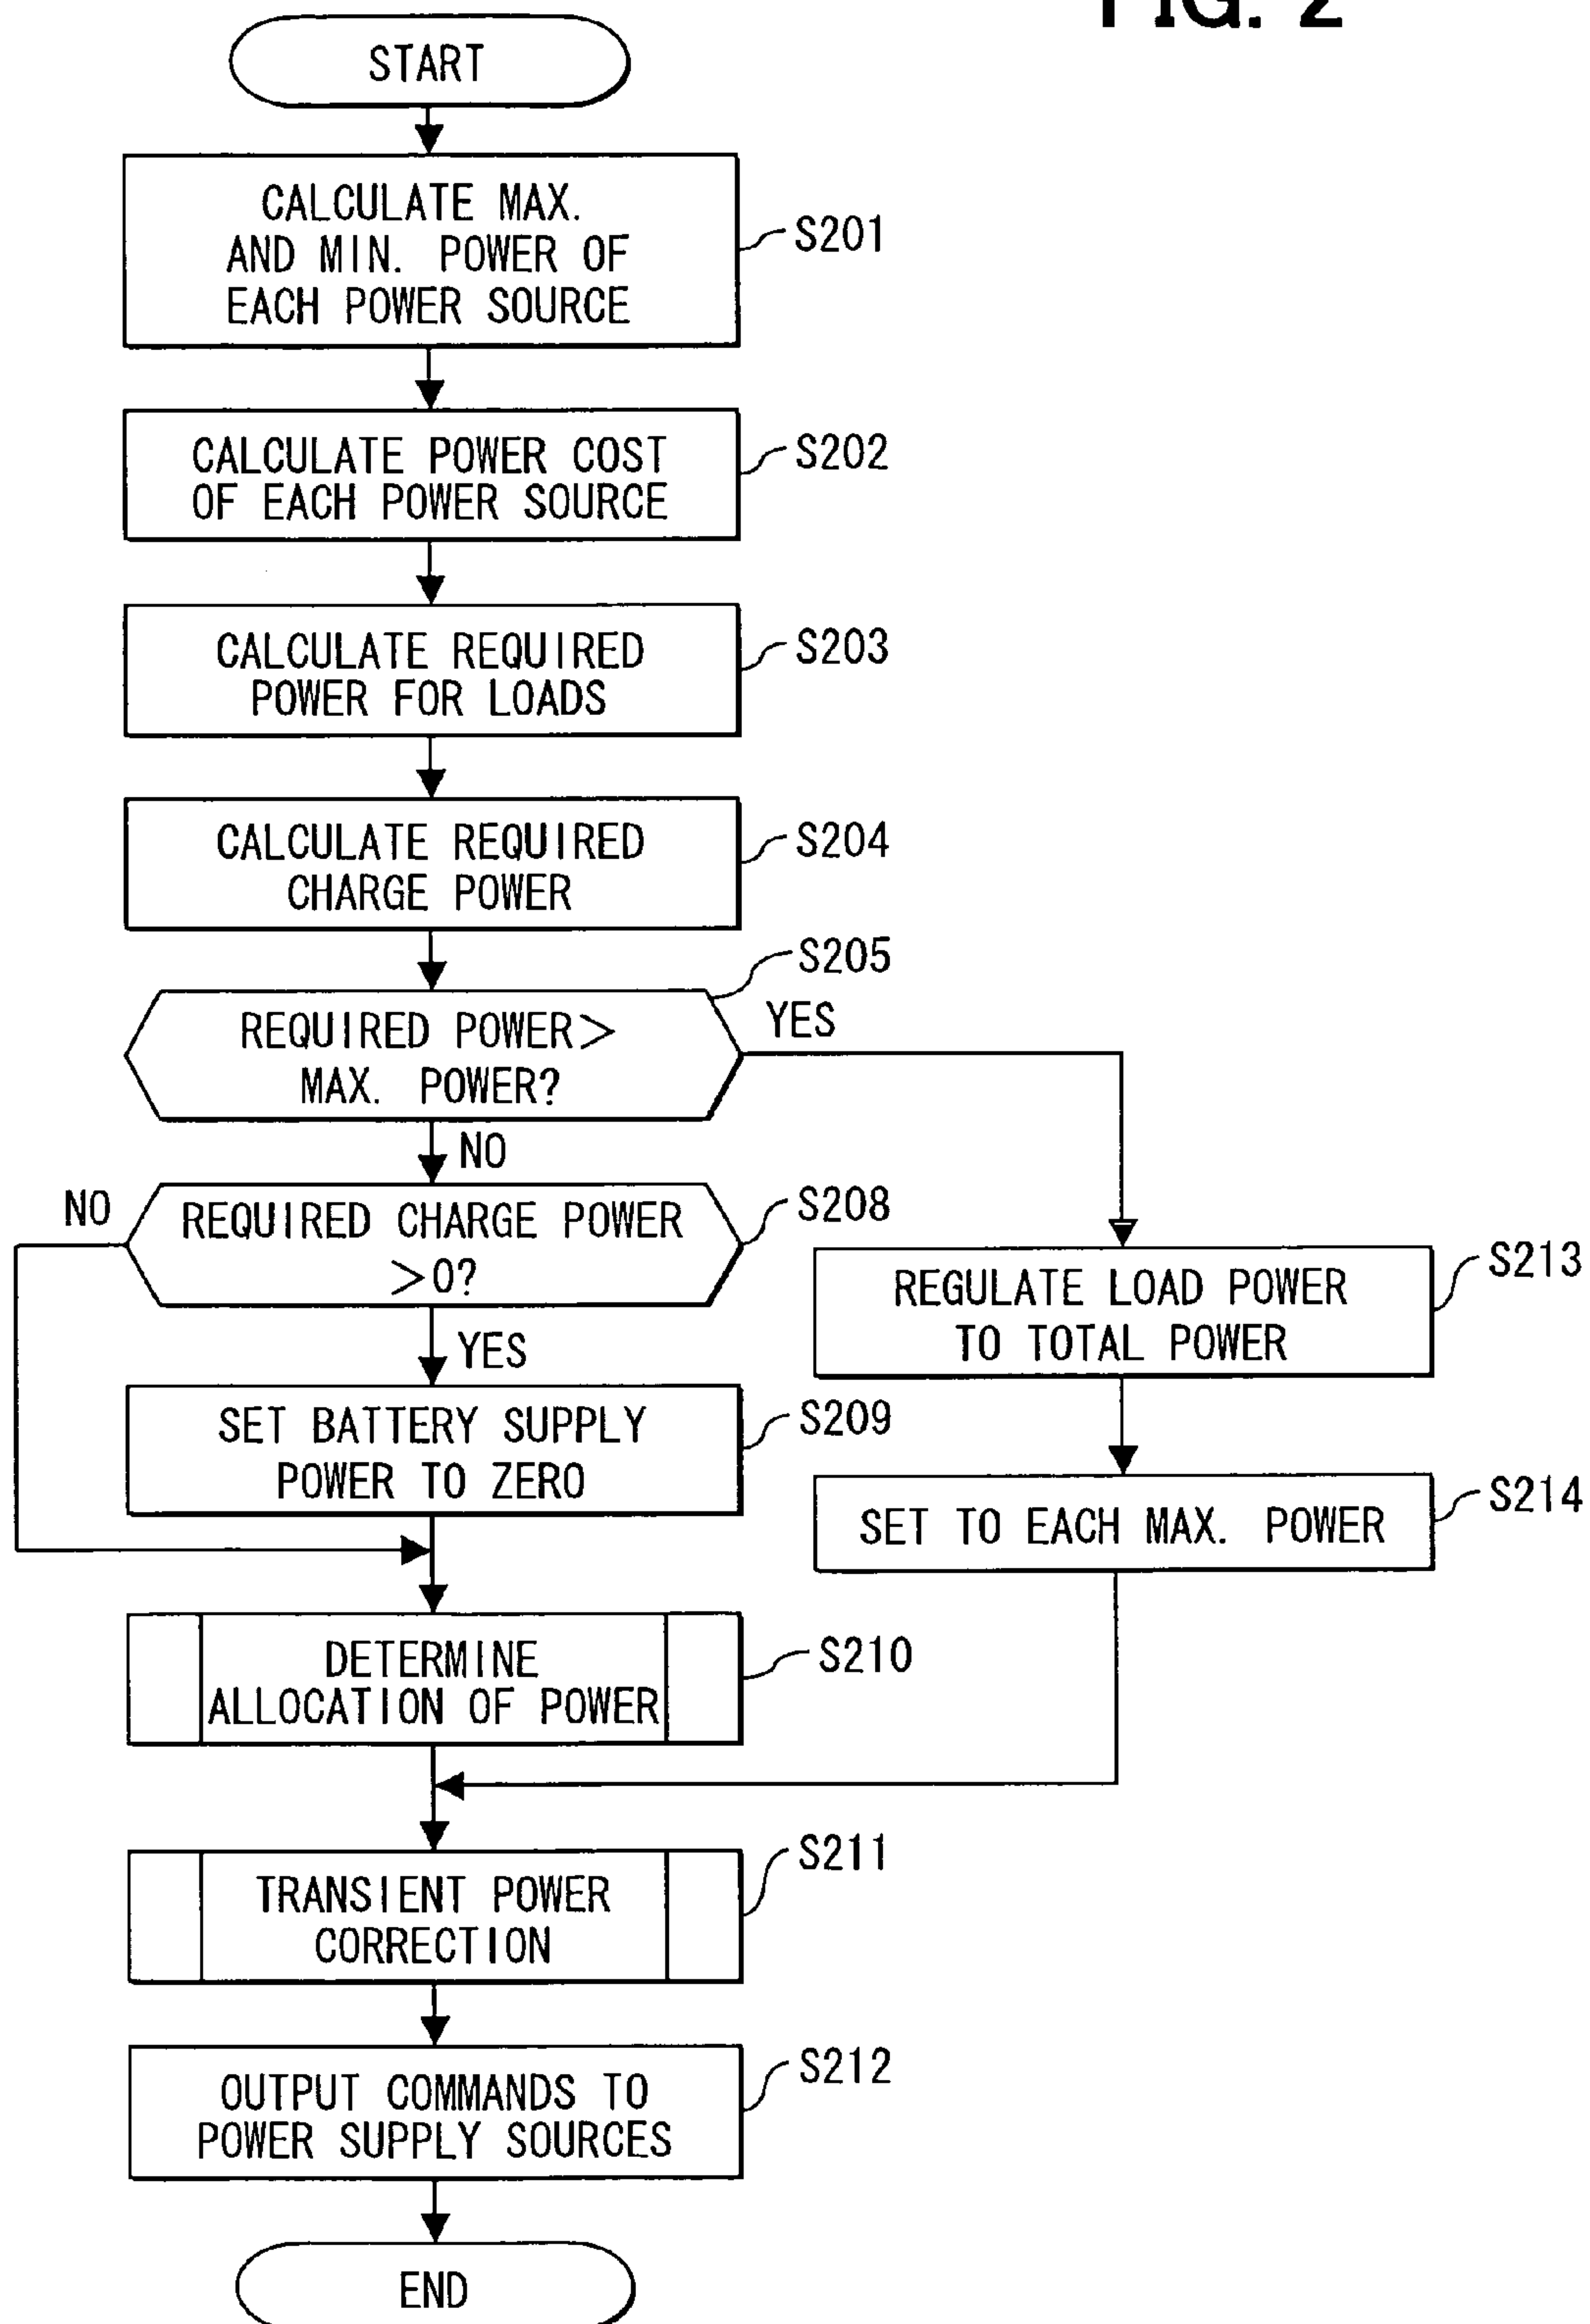 FIG. 2
START
CALCULATE MAX.
AND MIN. POWER OF
EACH POWER SOURCE
S201
CALCULATE POWER COST
OF EACH POWER SOURCE
S202
CALCULATE REQUIRED
POWER FOR LOADS
S203
CALCULATE REQUIRED
CHARGE POWER
S204
S205
REQUIRED POWER>
MAX. POWER?
YES
NO
NO
REQUIRED CHARGE POWER
>0?
S208
YES
REGULATE LOAD POWER
TO TOTAL POWER
S213
SET BATTERY SUPPLY
POWER TO ZERO
S209
SET TO EACH MAX. POWER
S214
DETERMINE
ALLOCATION OF POWER
S210
TRANSIENT POWER
CORRECTION
S211
OUTPUT COMMANDS TO
POWER SUPPLY SOURCES
S212
END